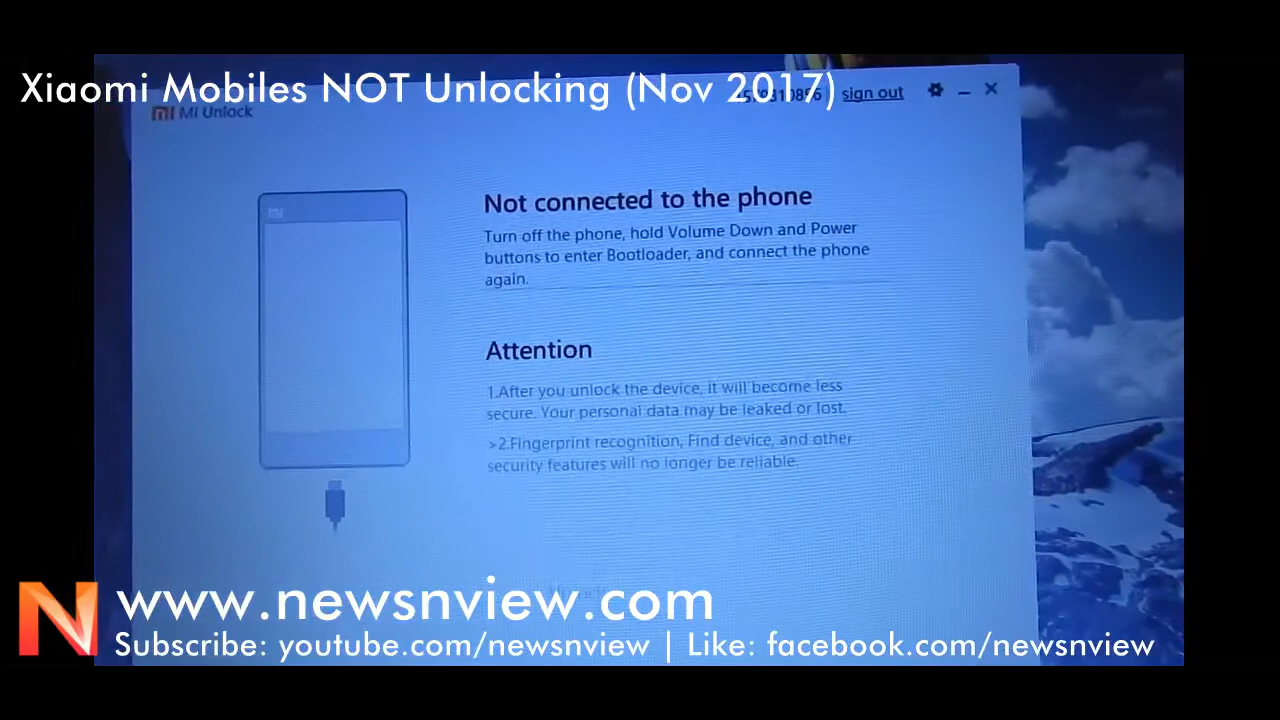 Xiaomi Mobiles NOT Unlocking (Nov 2017)
sign out
Mi Unlock
Not connected to the phone
Turn off the phone, hold Volume Down and Power
buttons to enter Bootloader, and connect the phone
again.
Attention
1.After you unlock the device, it will become less
secure. Your personal data may be leaked or lost.
>2.Fingerprint recognition, Find device, and other
security features will no longer be reliable.
N www.newsnview.com
Subscribe: youtube.com/newsnview | Like: facebook.com/newsnview